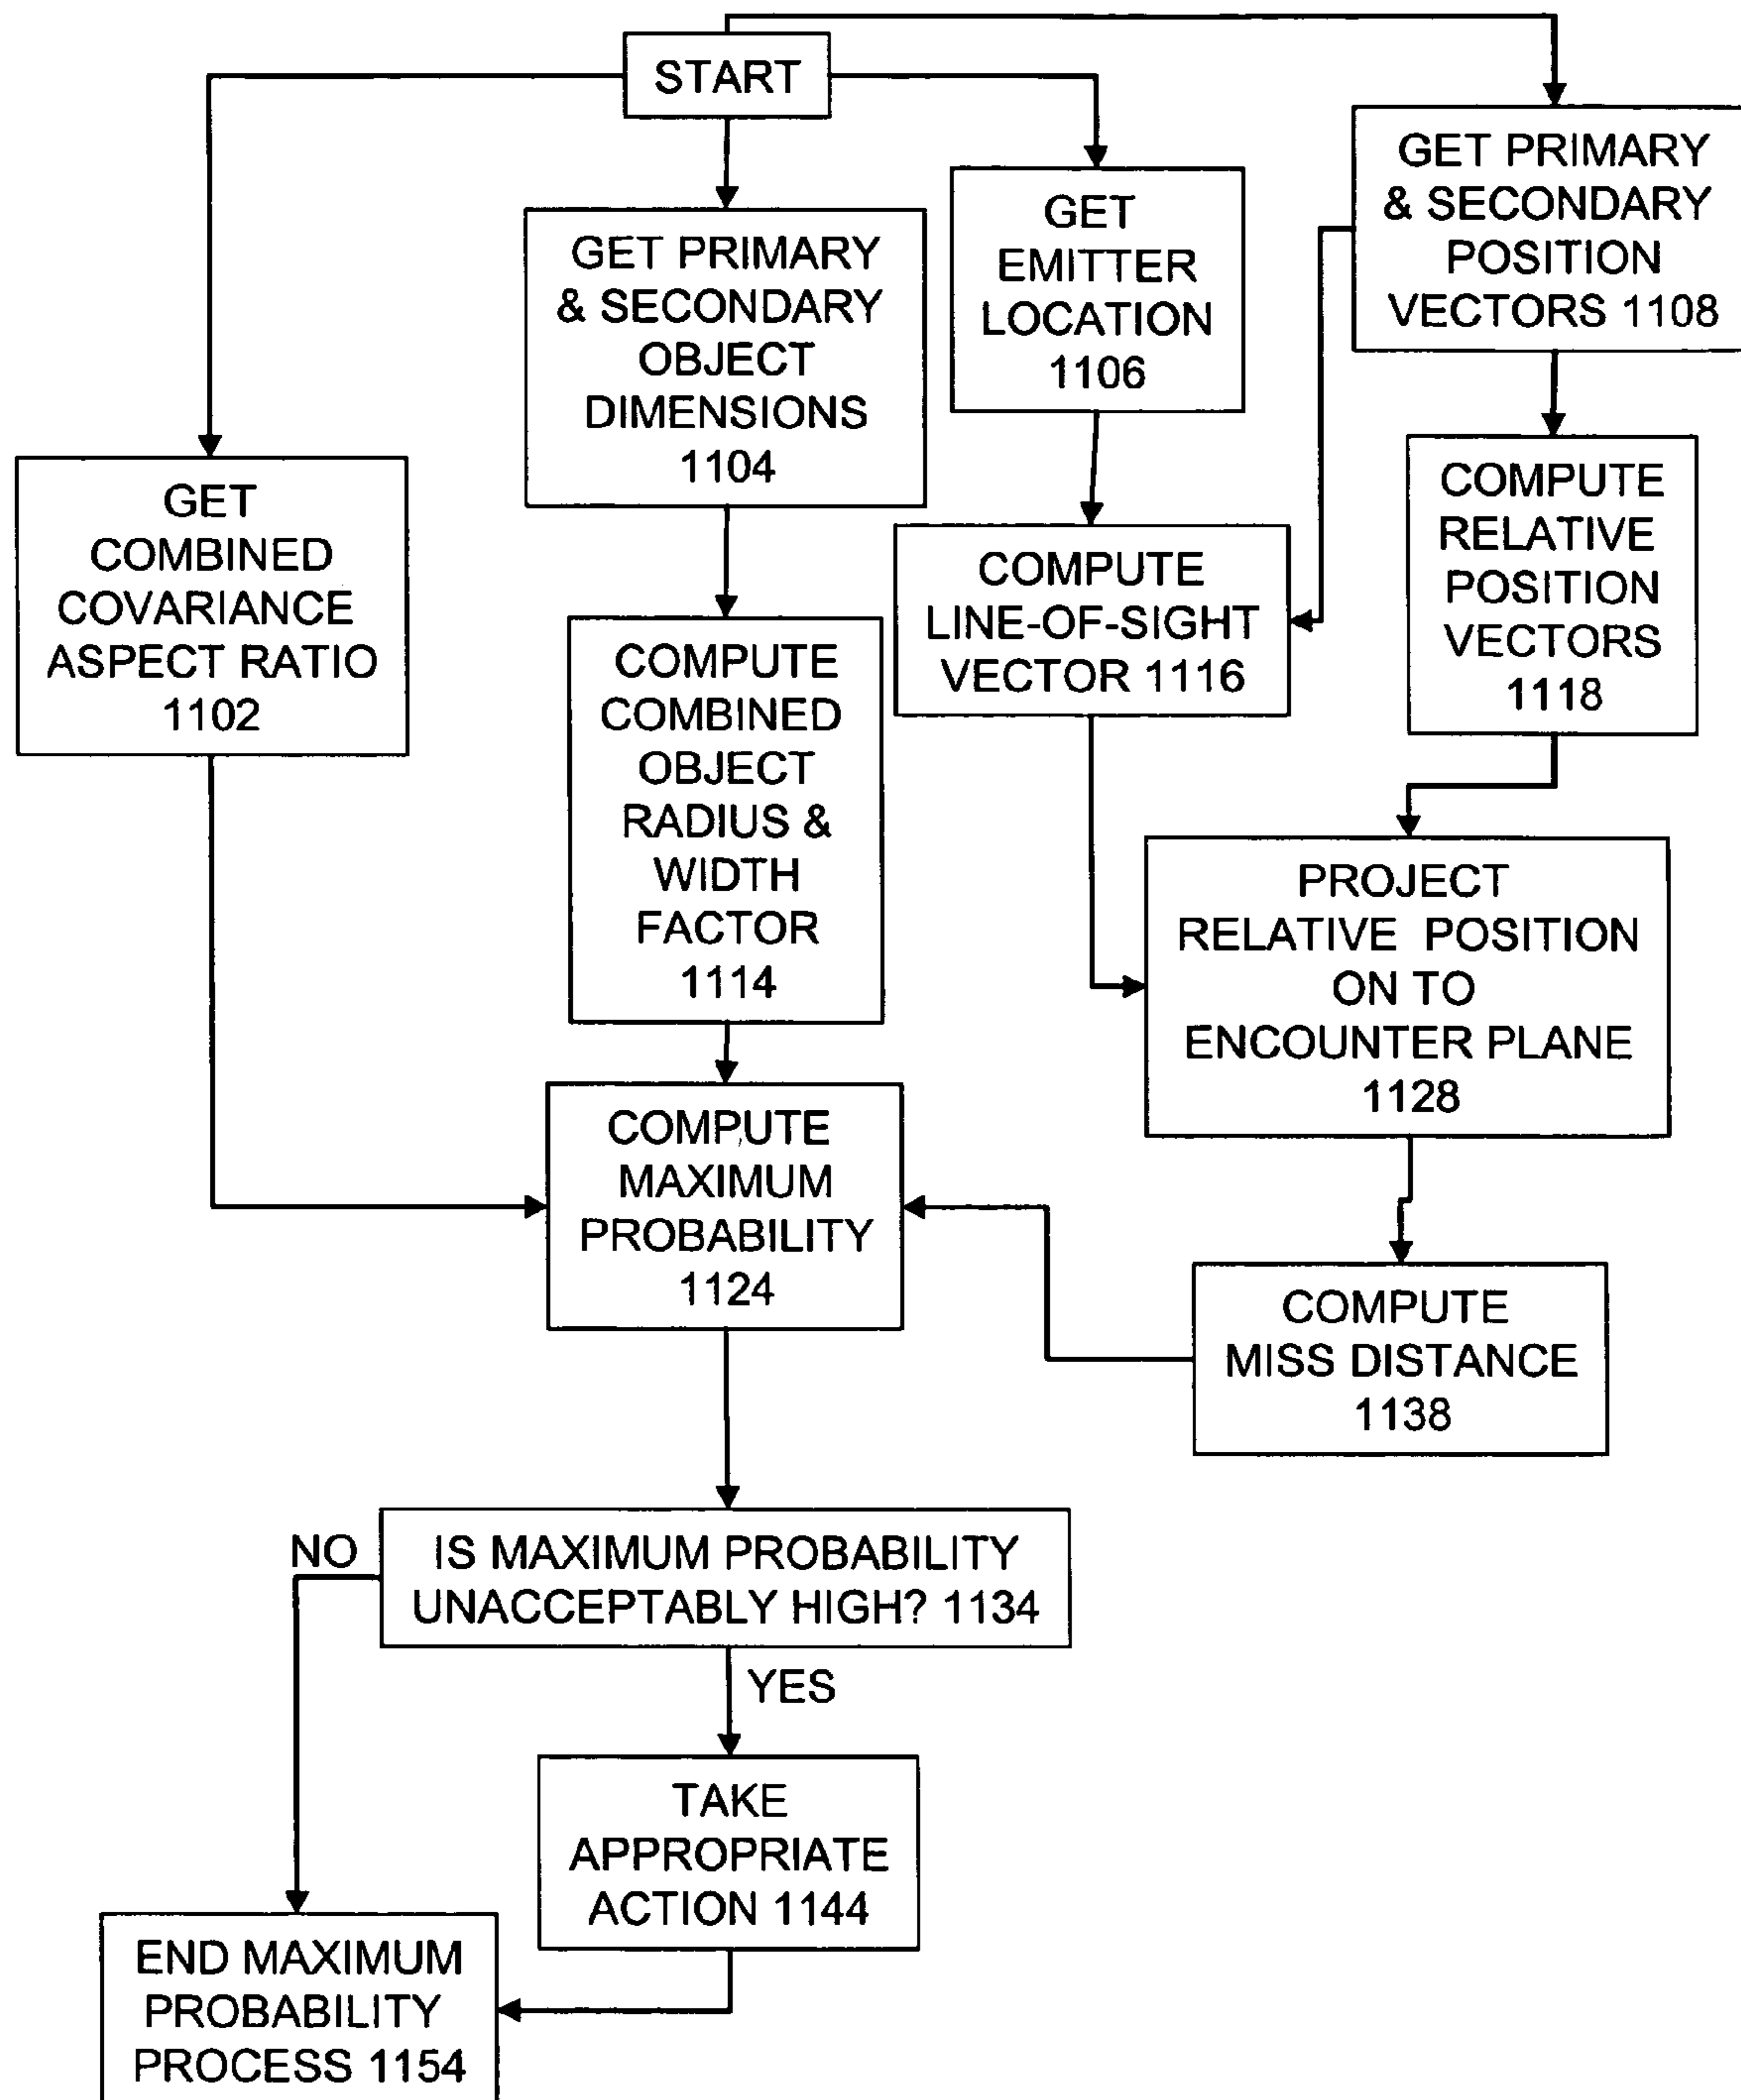 START
GET PRIMARY
& SECONDARY
POSITION
VECTORS 1108
GET
EMITTER
LOCATION
1106
GET PRIMARY
& SECONDARY
OBJECT
DIMENSIONS
1104
GET
COMBINED
COVARIANCE
ASPECT RATIO
1102
COMPUTE
RELATIVE
POSITION
VECTORS
1118
COMPUTE
LINE-OF-SIGHT
VECTOR 1116
COMPUTE
COMBINED
OBJECT
RADIUS &
WIDTH
FACTOR
1114
PROJECT
RELATIVE POSITION
ON TO
ENCOUNTER PLANE
1128
COMPUTE
MAXIMUM
PROBABILITY
1124
COMPUTE
MISS DISTANCE
1138
NO
IS MAXIMUM PROBABILITY
UNACCEPTABLY HIGH? 1134
YES
TAKE
APPROPRIATE
ACTION 1144
END MAXIMUM
PROBABILITY
PROCESS 1154